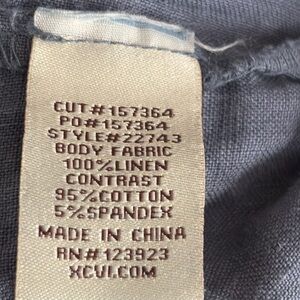 CUT#157364
PO#157364
STYLE#22743
BODY FABRIC
100%LINEN
CONTRAST
95%COTTON
5%SPANDEX
MADE IN CHINA
RN#123923
XCVI.COM